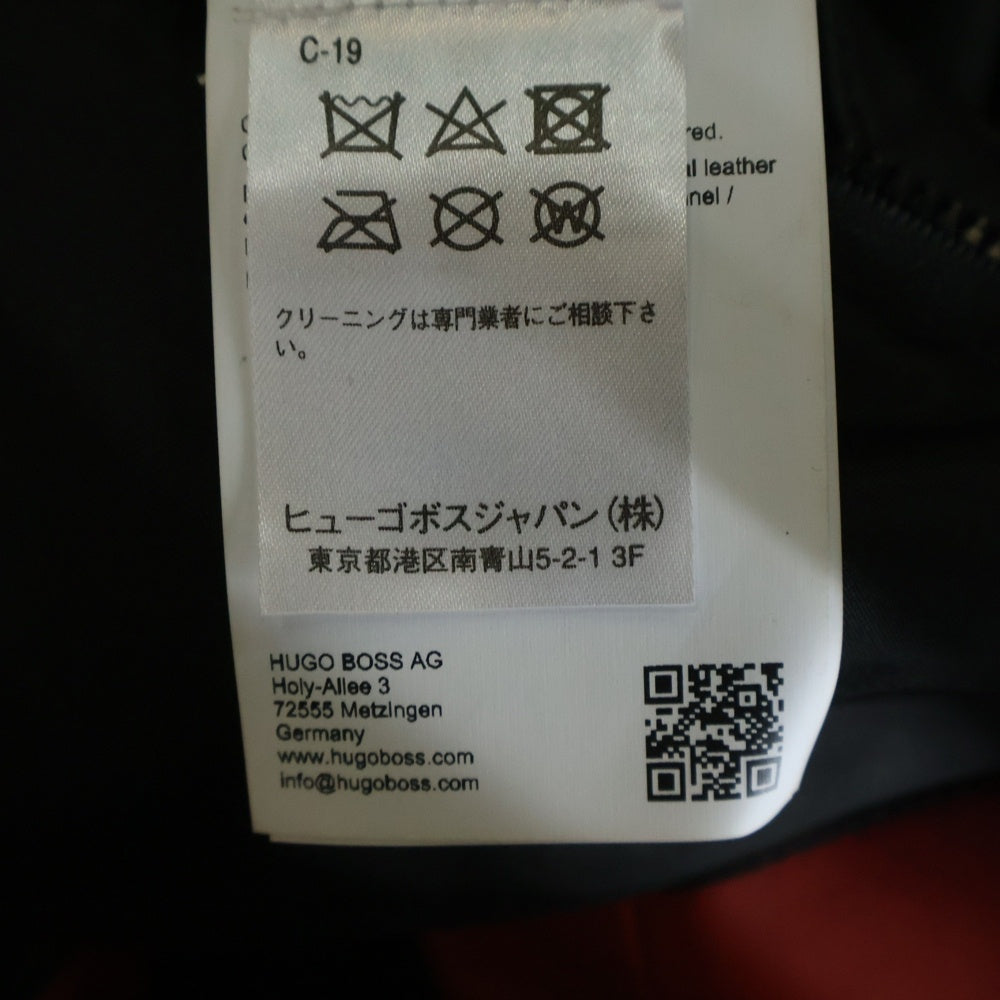 C-19
red.
al leather
nel /
W
クリーニングは専門業者にご相談下さ
い。
ヒューゴボスジャパン(株)
東京都港区南青山5-2-1 3F
HUGO BOSS AG
Holy-Allee 3
72555 Metzingen
Germany
www.hugoboss.com
info@hugoboss.com